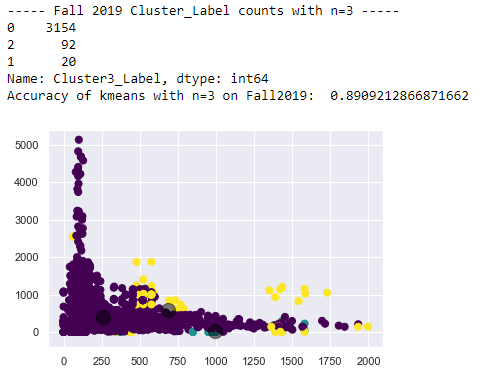 ----- Fall 2019 Cluster_Label counts with n=3 -----
0    3154
2      92
1      20
Name: Cluster3_Label, dtype: int64
Accuracy of kmeans with n=3 on Fall2019:  0.8909212866871662
5000
4000
3000
2000
1000
0
0 250 500 750 1000 1250 1500 1750 2000